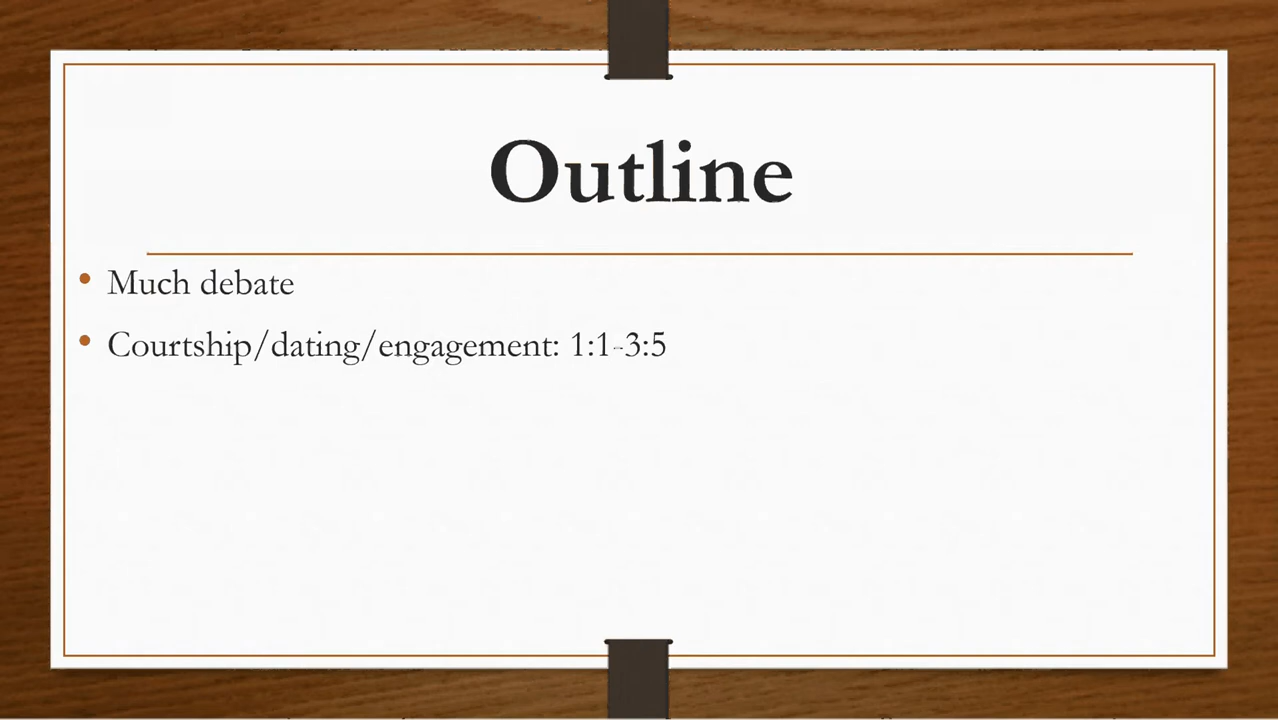 Outline
• Much debate
• Courtship/dating/engagement: 1:1-3:5